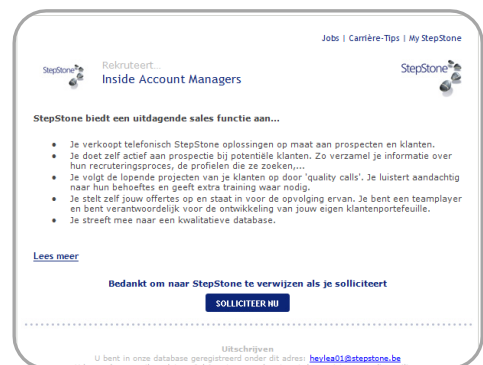 Jobs | Carrière-Tips | My StepStone
StepStone
Rekruteert...
Inside Account Managers
StepStone
StepStone biedt een uitdagende sales functie aan...
• Je verkoopt telefonisch StepStone oplossingen op maat aan prospecten en klanten.
• Je doet zelf actief aan prospectie bij potentiële klanten. Zo verzamel je informatie over
hun recruteringsproces, de profielen die ze zoeken,...
• Je volgt de lopende projecten van je klanten op door 'quality calls'. Je luistert aandachtig
naar hun behoeftes en geeft extra training waar nodig.
• Je stelt zelf jouw offertes op en staat in voor de opvolging ervan. Je bent een teamplayer
en bent verantwoordelijk voor de ontwikkeling van jouw eigen klantenportefeuille.
• Je streeft mee naar een kwalitatieve database.
Lees meer
Bedankt om naar StepStone te verwijzen als je solliciteert
SOLLICITEER NU
Uitschrijven
U bent in onze database geregistreerd onder dit adres: heylea01@stepstone.be